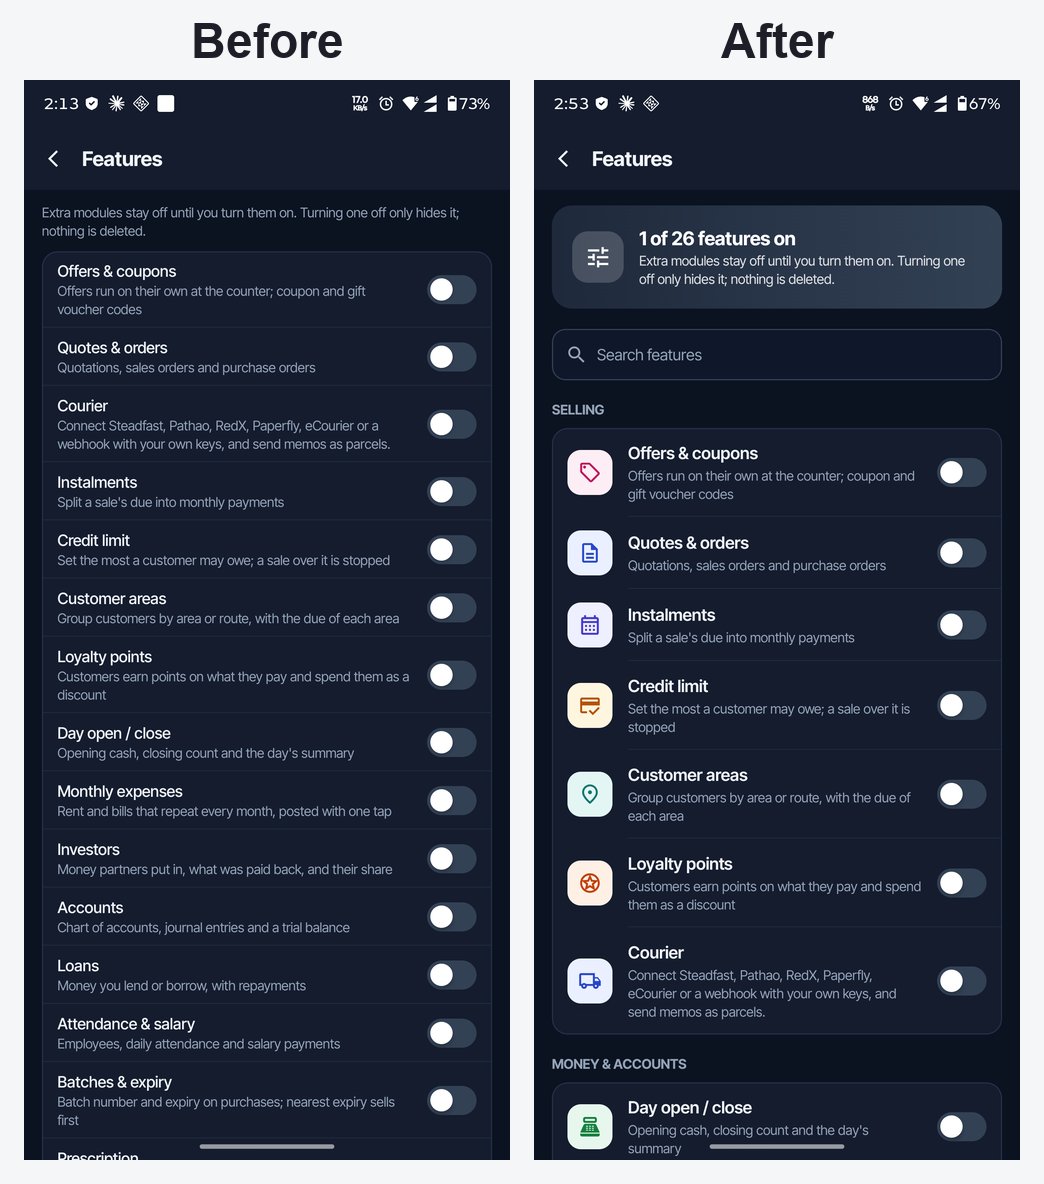 Before
2:13
17.0
KB/s
73%
Features
Extra modules stay off until you turn them on. Turning one off only hides it;
nothing is deleted.
Offers & coupons
Offers run on their own at the counter; coupon and gift
voucher codes
Quotes & orders
Quotations, sales orders and purchase orders
Courier
Connect Steadfast, Pathao, RedX, Paperfly, eCourier or a
webhook with your own keys, and send memos as parcels.
Instalments
Split a sale's due into monthly payments
Credit limit
Set the most a customer may owe; a sale over it is stopped
Customer areas
Group customers by area or route, with the due of each area
Loyalty points
Customers earn points on what they pay and spend them as a
discount
Day open / close
Opening cash, closing count and the day's summary
Monthly expenses
Rent and bills that repeat every month, posted with one tap
Investors
Money partners put in, what was paid back, and their share
Accounts
Chart of accounts, journal entries and a trial balance
Loans
Money you lend or borrow, with repayments
Attendance & salary
Employees, daily attendance and salary payments
Batches & expiry
Batch number and expiry on purchases; nearest expiry sells
first
Prescription
After
2:53
868
B/s
67%
Features
1 of 26 features on
Extra modules stay off until you turn them on. Turning one
off only hides it; nothing is deleted.
Search features
SELLING
Offers & coupons
Offers run on their own at the counter; coupon and
gift voucher codes
Quotes & orders
Quotations, sales orders and purchase orders
Instalments
Split a sale's due into monthly payments
Credit limit
Set the most a customer may owe; a sale over it is
stopped
Customer areas
Group customers by area or route, with the due of
each area
Loyalty points
Customers earn points on what they pay and spend
them as a discount
Courier
Connect Steadfast, Pathao, RedX, Paperfly,
eCourier or a webhook with your own keys, and
send memos as parcels.
MONEY & ACCOUNTS
Day open / close
Opening cash, closing count and the day's
summary